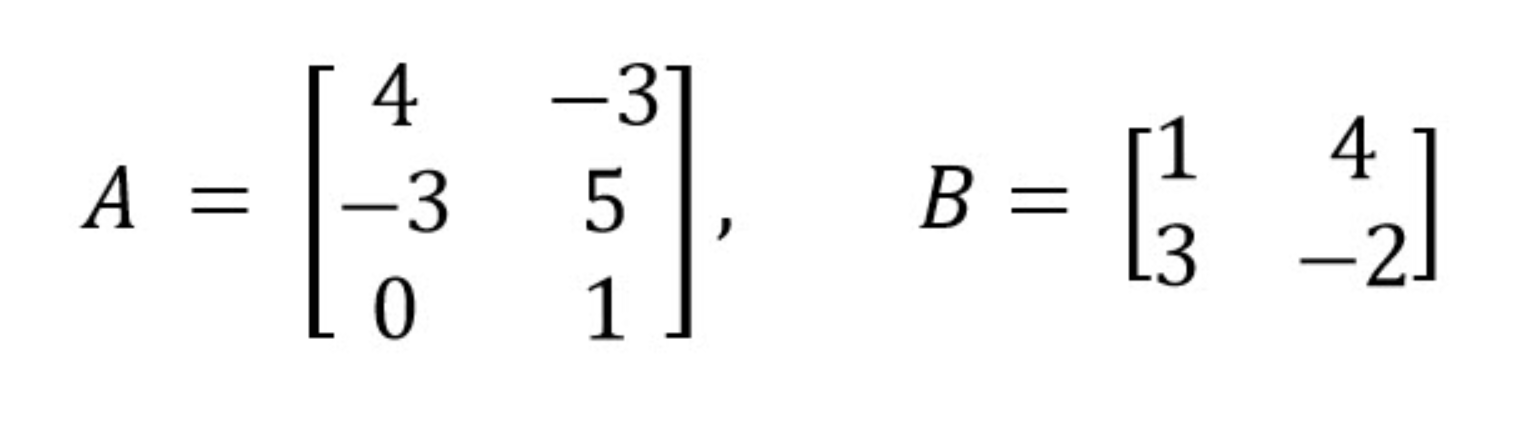 A = [4 −3
−3 5
0 1], B = [1 4
3 −2]